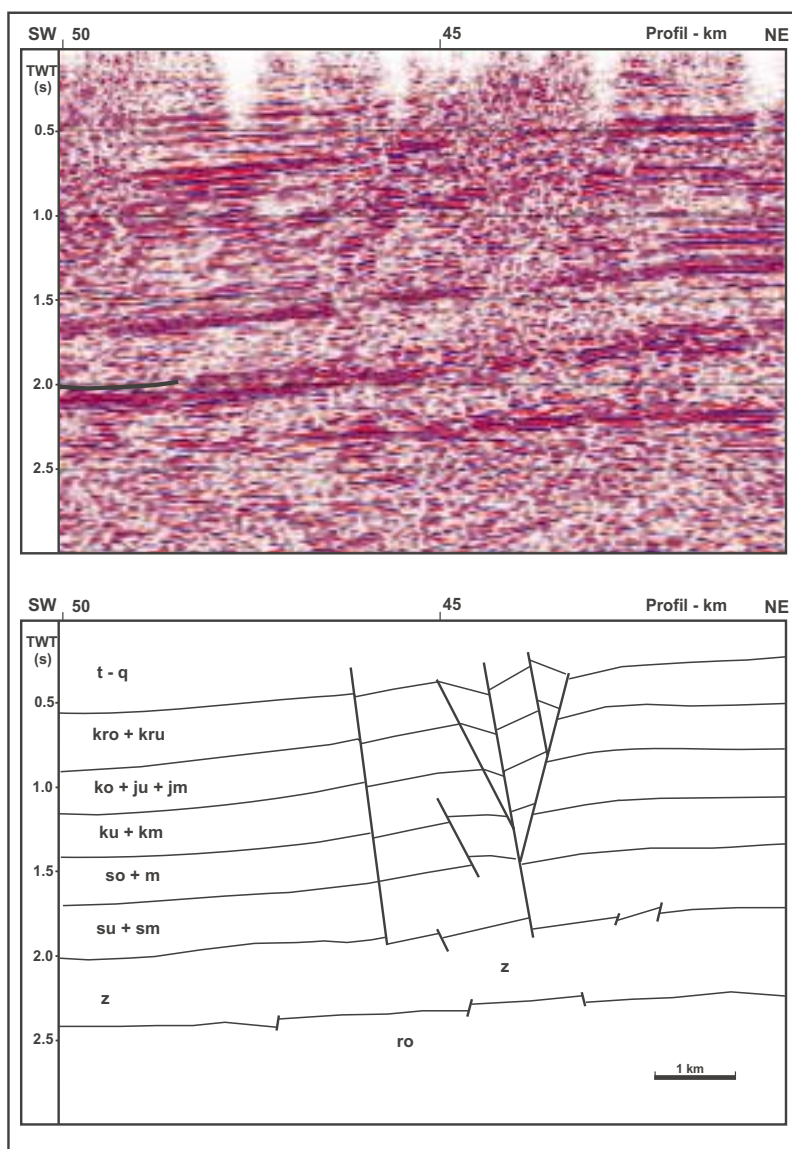 SW 50 45 Profil - km NE
TWT
(s)
0.5
1.0
1.5
2.0
2.5
SW 50 45 Profil - km NE
TWT
(s)
t - q
0.5
kro + kru
1.0
ko + ju + jm
ku + km
1.5
so + m
su + sm
2.0
z
z
2.5
ro
1 km